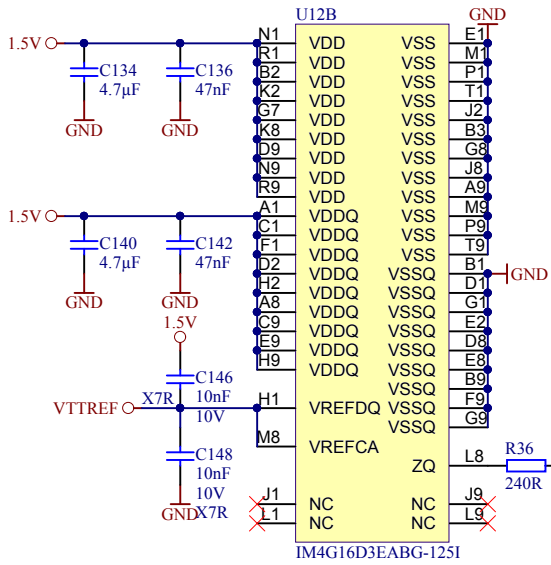 U12B
GND
1.5V
N1 VDD VSS E1
C134 C136 R1 VDD VSS M1
4.7µF 47nF B2 VDD VSS P1
K2 VDD VSS T1
G7 VDD VSS J2
GND GND K8 VDD VSS B3
D9 VDD VSS G8
N9 VDD VSS J8
R9 VDD VSS A9
1.5V A1 VDDQ VSS M9
C1 VDDQ VSS P9
C140 C142 F1 VDDQ VSS T9
4.7µF 47nF D2 VDDQ VSSQ B1 GND
H2 VDDQ VSSQ D1
GND GND A8 VDDQ VSSQ G1
1.5V C9 VDDQ VSSQ E2
E9 VDDQ VSSQ D8
H9 VDDQ VSSQ E8
C146 VSSQ B9
VTTREF X7R 10nF H1 VREFDQ VSSQ F9
10V VSSQ G9
M8 VREFCA
C148 ZQ L8 R36
10nF 240R
10V J1 NC NC J9
GND X7R L1 NC NC L9
IM4G16D3EABG-125I